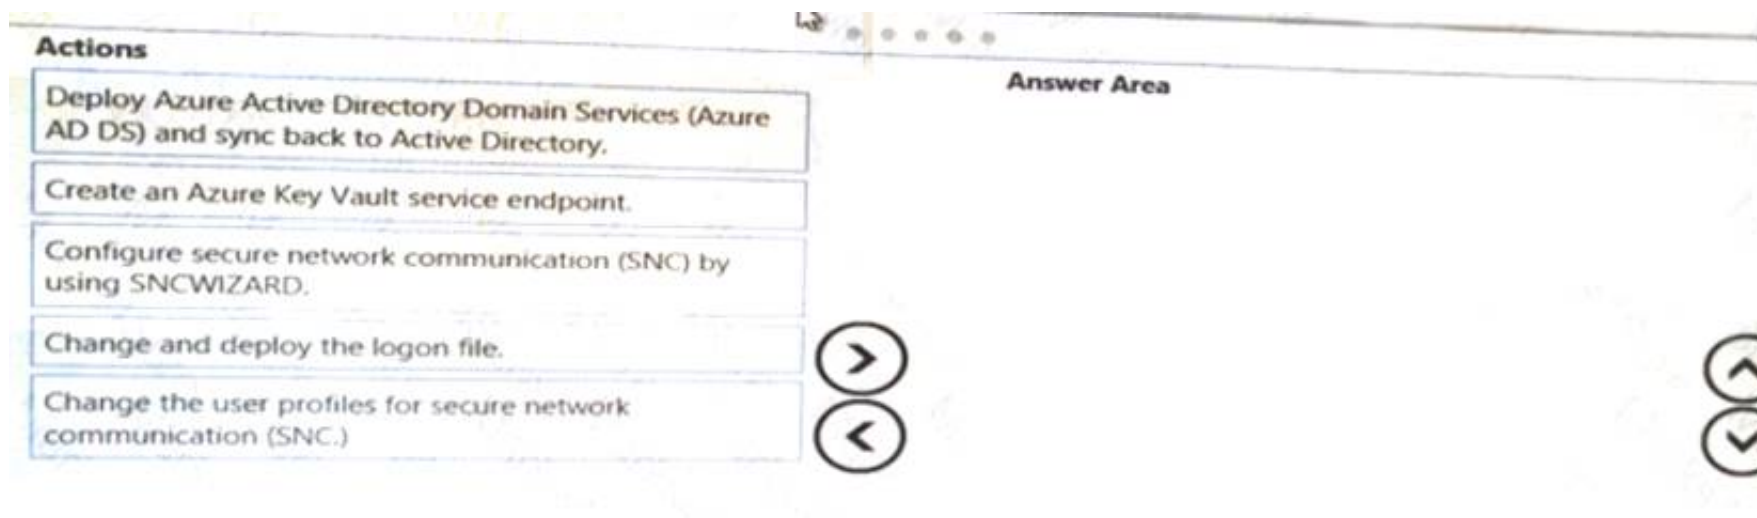 Actions
Deploy Azure Active Directory Domain Services (Azure
AD DS) and sync back to Active Directory.
Create an Azure Key Vault service endpoint.
Configure secure network communication (SNC) by
using SNCWIZARD.
Change and deploy the logon file.
Change the user profiles for secure network
communication (SNC.)
Answer Area